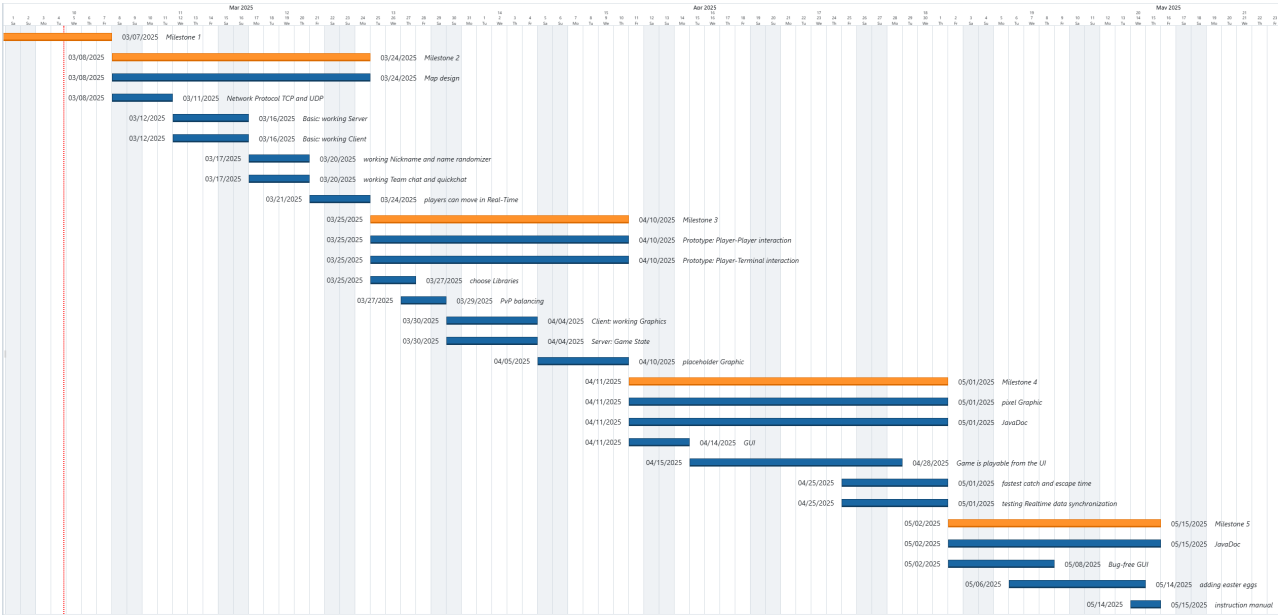 Mar 2025 Apr 2025 May 2025
03/07/2025 Milestone 1
03/08/2025 03/24/2025 Milestone 2
03/08/2025 03/24/2025 Map design
03/08/2025 03/11/2025 Network Protocol TCP and UDP
03/12/2025 03/16/2025 Basic: working Server
03/12/2025 03/16/2025 Basic: working Client
03/17/2025 03/20/2025 working Nickname and name randomizer
03/17/2025 03/20/2025 working Team chat and quickchat
03/21/2025 03/24/2025 players can move in Real-Time
03/25/2025 04/10/2025 Milestone 3
03/25/2025 04/10/2025 Prototype: Player-Player interaction
03/25/2025 04/10/2025 Prototype: Player-Terminal interaction
03/25/2025 03/27/2025 choose Libraries
03/27/2025 03/29/2025 PvP balancing
03/30/2025 04/04/2025 Client: working Graphics
03/30/2025 04/04/2025 Server: Game State
04/05/2025 04/10/2025 placeholder Graphic
04/11/2025 05/01/2025 Milestone 4
04/11/2025 05/01/2025 pixel Graphic
04/11/2025 05/01/2025 JavaDoc
04/11/2025 04/14/2025 GUI
04/15/2025 04/28/2025 Game is playable from the UI
04/25/2025 05/01/2025 fastest catch and escape time
04/25/2025 05/01/2025 testing Realtime data synchronization
05/02/2025 05/15/2025 Milestone 5
05/02/2025 05/15/2025 JavaDoc
05/02/2025 05/08/2025 Bug-free GUI
05/06/2025 05/14/2025 adding easter eggs
05/14/2025 05/15/2025 instruction manual